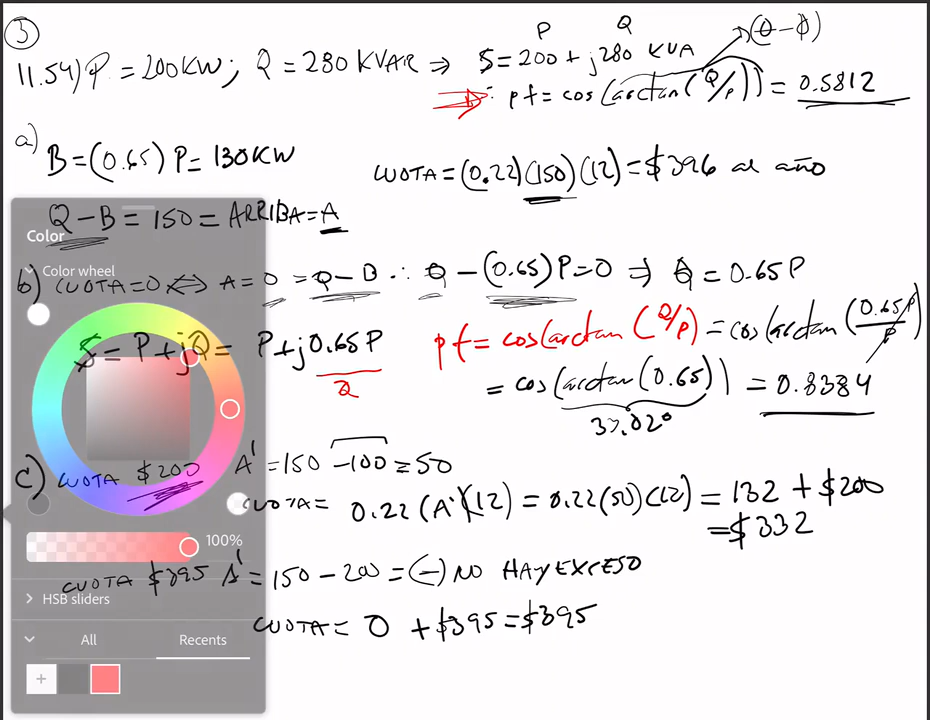 ③
P Q (θ-ϕ)
11.54) P = 200KW; Q = 280 KVAR ⇒ S = 200 + j280 KVA
∴ pf = cos(arctan(Q/P)) = 0.5812
a) B = (0.65) P = 130KW
CUOTA = (0.22)(150)(12) = $396 al año
Q - B = 150 = ARRIBA = A
b) CUOTA = 0 ⇔ A = 0 = Q - B ∴ Q - (0.65)P = 0 ⇒ Q = 0.65P
S = P + jQ = P + j0.65P
Q
pf = cos(arctan(Q/P)) = cos(arctan(0.65P/P))
= cos(arctan(0.65)) = 0.8384
33.02°
c) CUOTA $200 A' = 150 - 100 = 50
CUOTA = 0.22(A')(12) = 0.22(50)(12) = 132 + $200
= $332
CUOTA $395 A' = 150 - 200 = (-) NO HAY EXCESO
CUOTA = 0 + $395 = $395
Color
Color wheel
100%
HSB sliders
All Recents